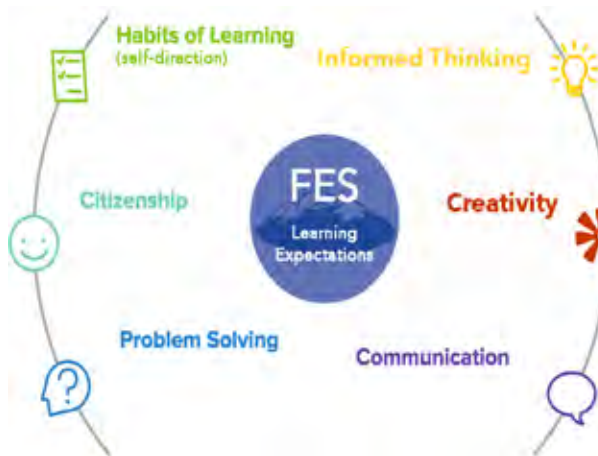 Habits of Learning
(self-direction)
Informed Thinking
Citizenship
FES
Learning
Expectations
Creativity
Problem Solving
Communication